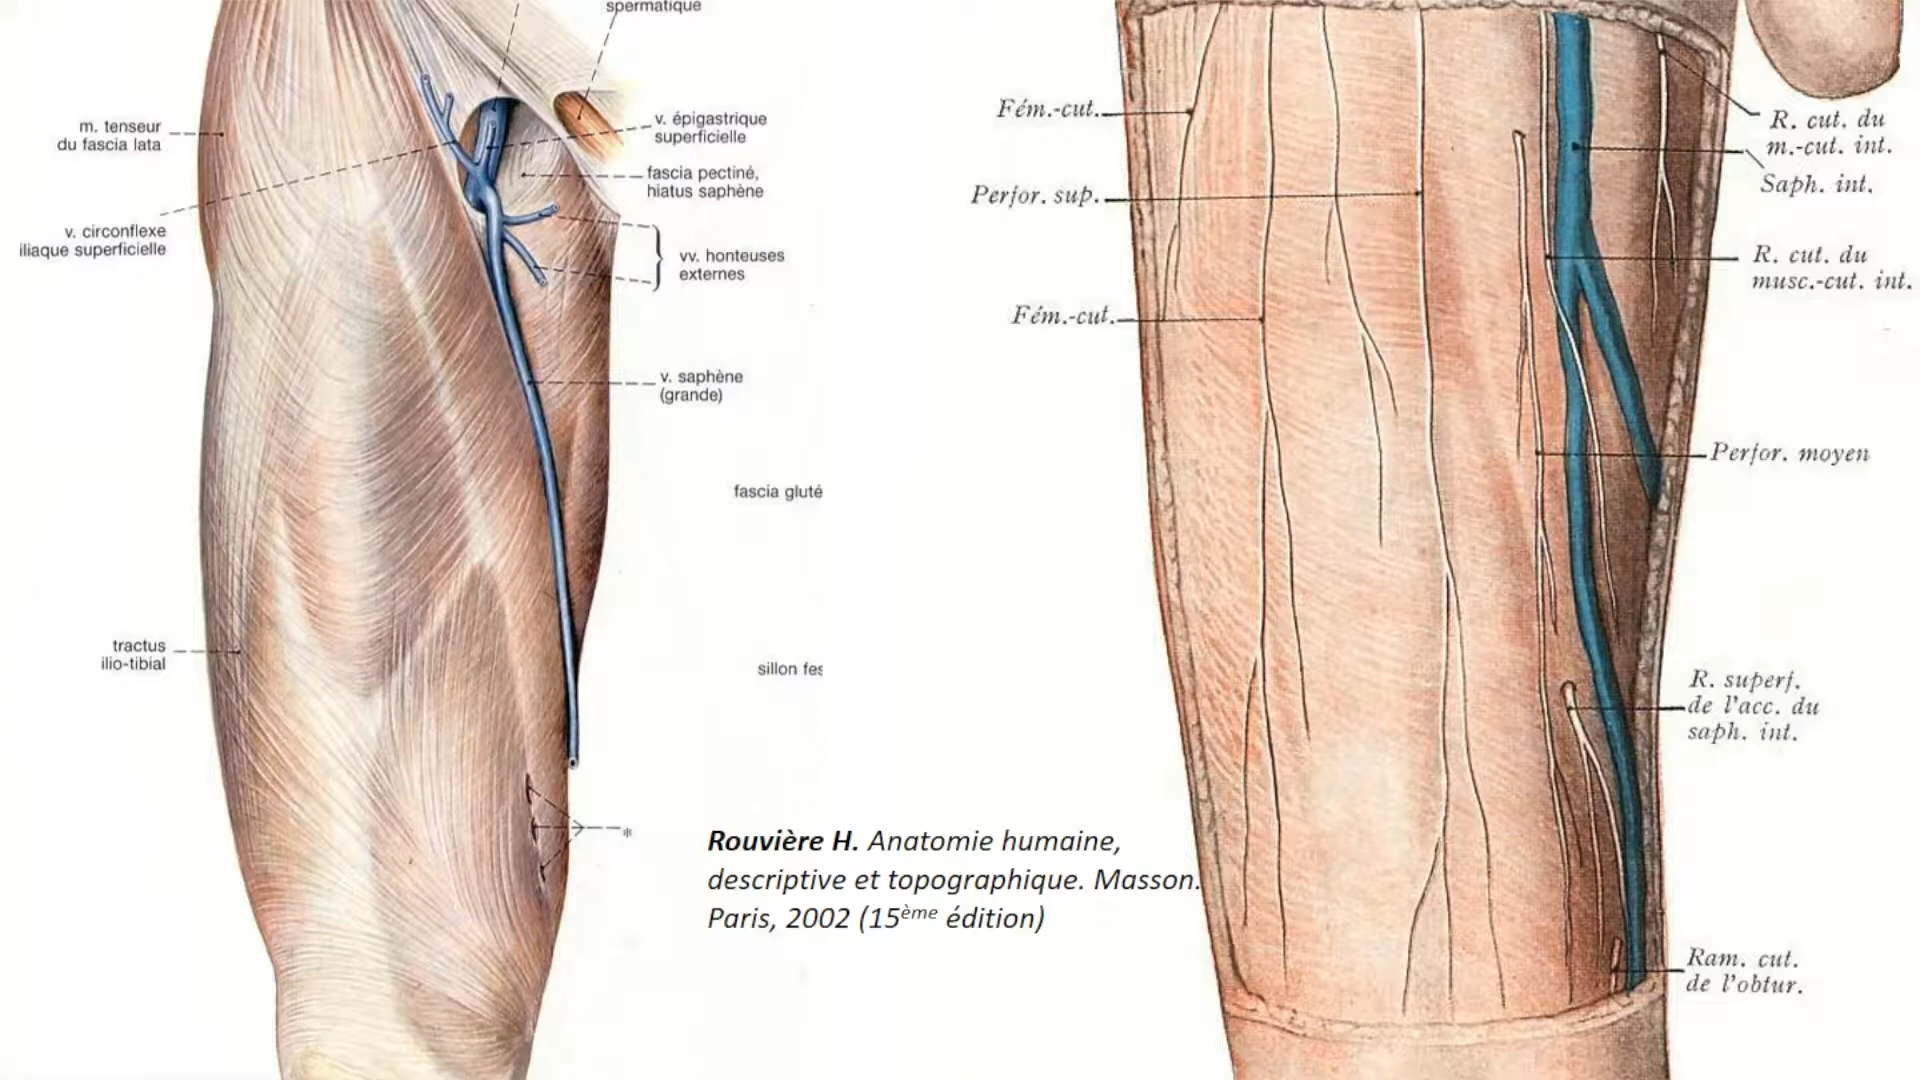 spermatique
m. tenseur
du fascia lata
v. circonflexe
iliaque superficielle
tractus
ilio-tibial
v. épigastrique
superficielle
fascia pectiné,
hiatus saphène
vv. honteuses
externes
v. saphène
(grande)
fascia gluté
sillon fes
*
Rouvière H. Anatomie humaine,
descriptive et topographique. Masson.
Paris, 2002 (15ème édition)
Fém.-cut.
Perfor. sup.
Fém.-cut.
R. cut. du
m.-cut. int.
Saph. int.
R. cut. du
musc.-cut. int.
Perfor. moyen
R. superf.
de l'acc. du
saph. int.
Ram. cut.
de l'obtur.